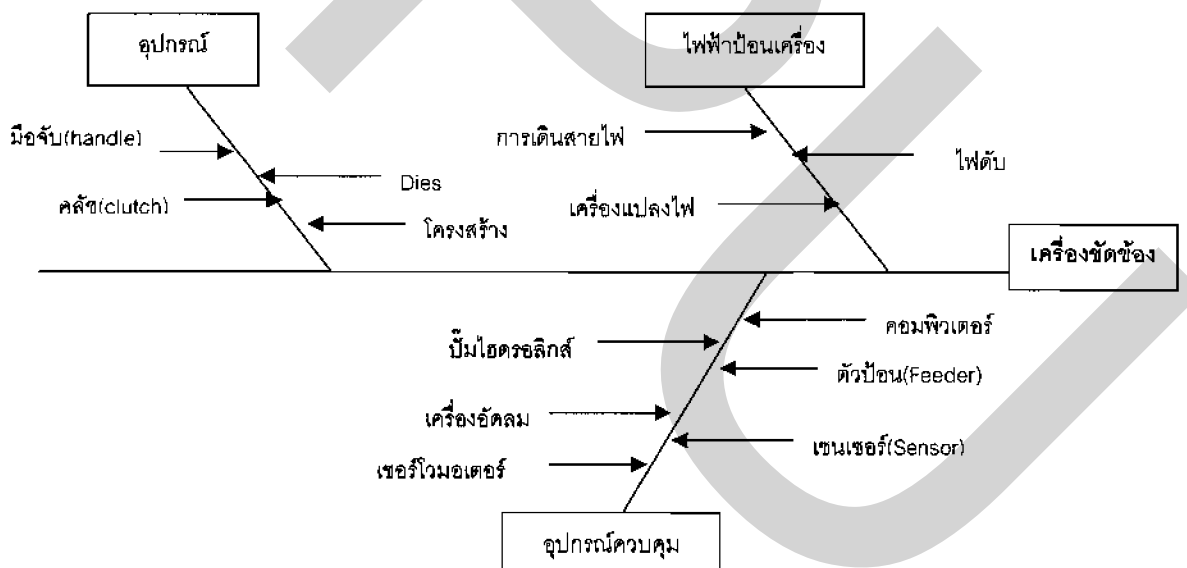 อุปกรณ์
ไฟฟ้าป้อนเครื่อง
มือจับ(handle)
Dies
คลัช(clutch)
โครงสร้าง
การเดินสายไฟ
ไฟดับ
เครื่องแปลงไฟ
เครื่องขัดข้อง
คอมพิวเตอร์
ปั๊มไฮดรอลิกส์
ตัวป้อน(Feeder)
เครื่องอัดลม
เซนเซอร์(Sensor)
เซอร์โวมอเตอร์
อุปกรณ์ควบคุม